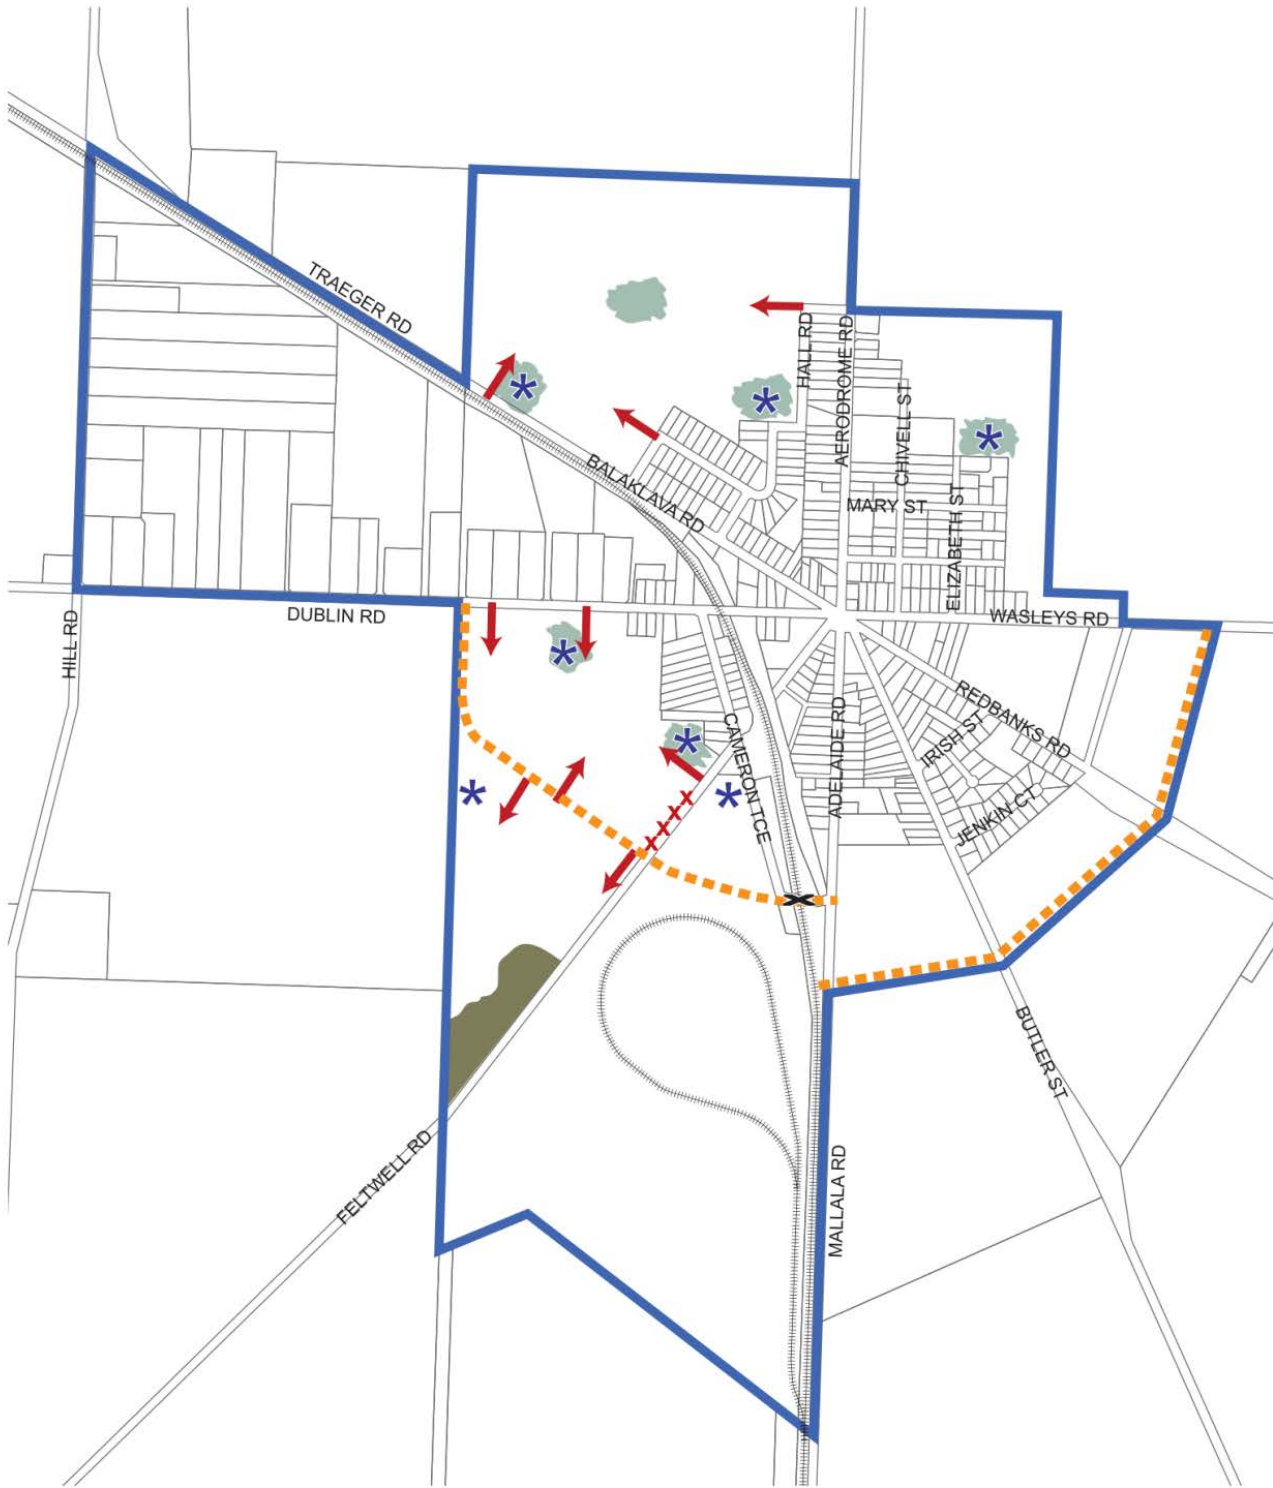 TRAEGER RD
HALL RD
AERODROME RD
CHIVELL ST
BALAKLAVA RD
MARY ST
ELIZABETH ST
DUBLIN RD
WASLEYS RD
HILL RD
REDBANKS RD
CAMERON TCE
ADELAIDE RD
IRISH ST
JENKIN CT
x
x
x
x
BUTLER ST
FELTWELL RD
MALLALA RD